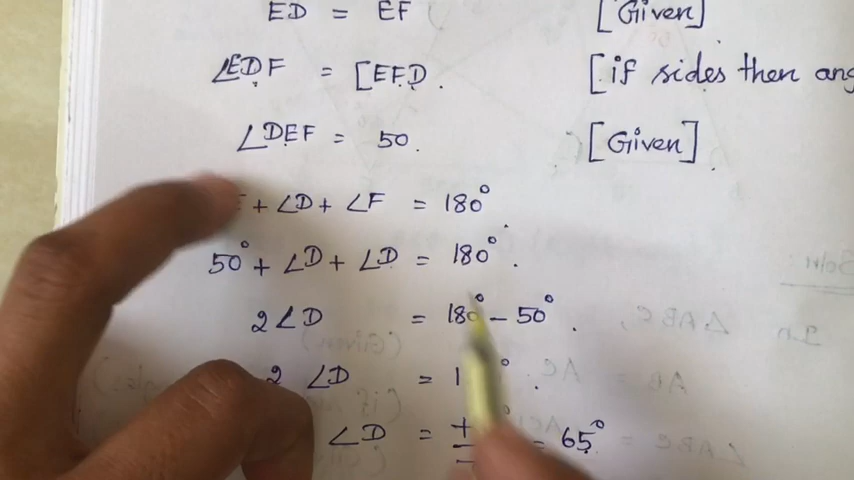 ED = EF [Given]
∠EDF = [EFD. [if sides then
∠DEF = 50. [Given].
+ ∠D + ∠F = 180°
50° + ∠D + ∠D = 180°.
2∠D = 180° - 50°.
2 ∠D = 1
∠D = = 65°